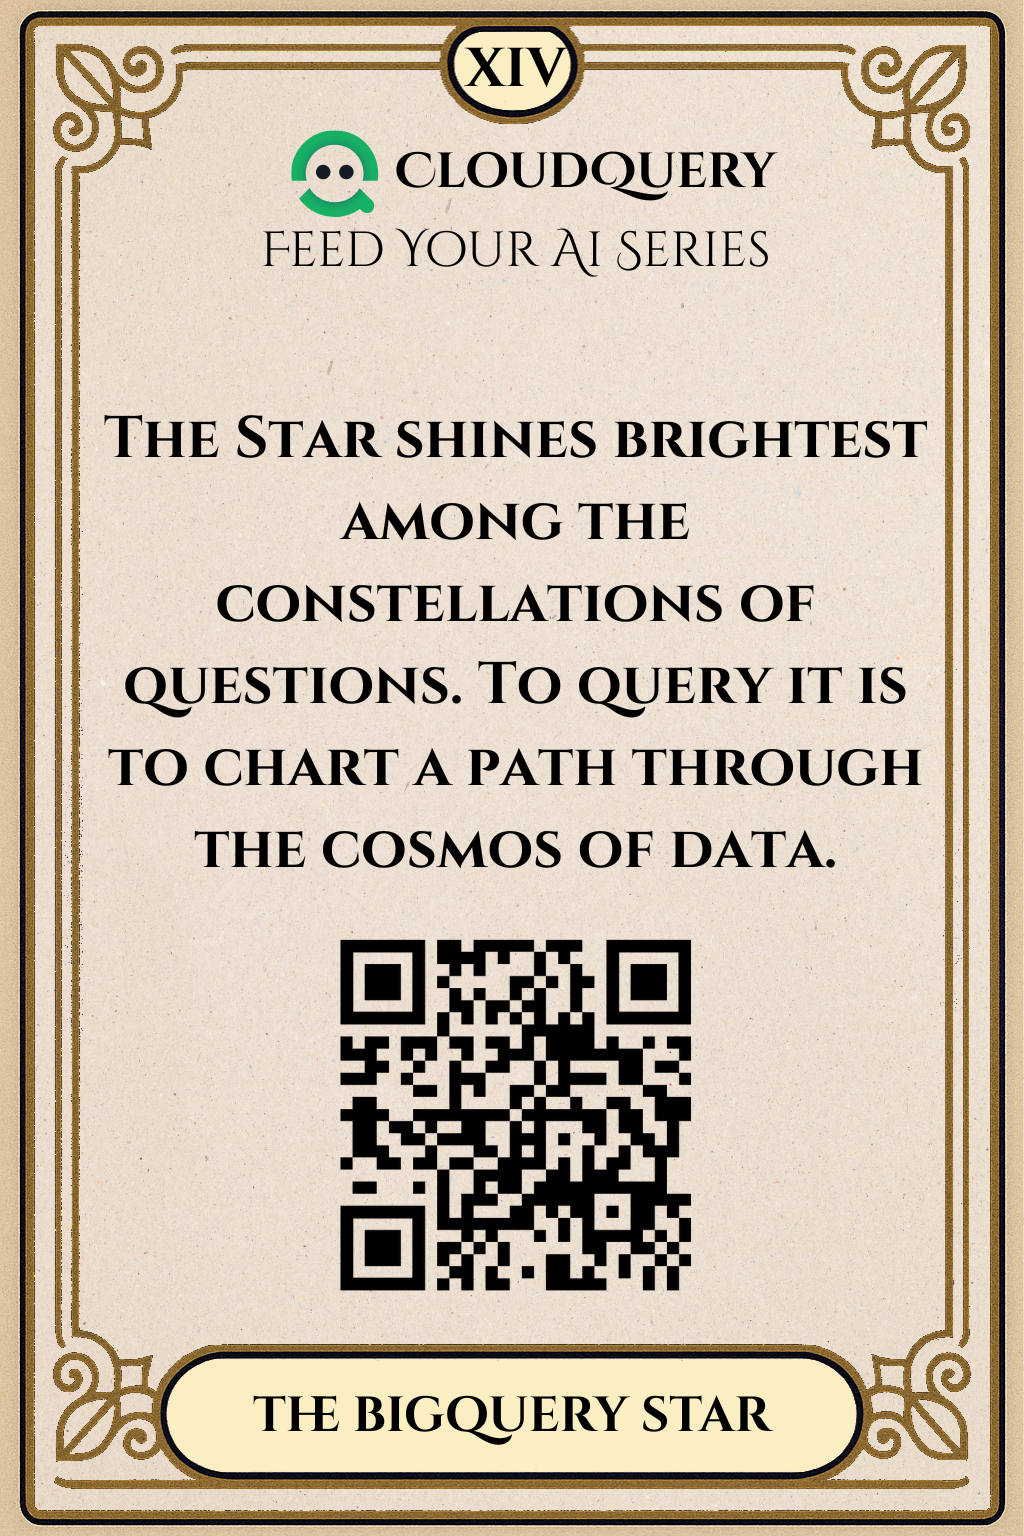 XIV
CloudQuery
Feed Your AI Series
The Star shines brightest
among the
constellations of
questions. To query it is
to chart a path through
the cosmos of data.
THE BIGQUERY STAR